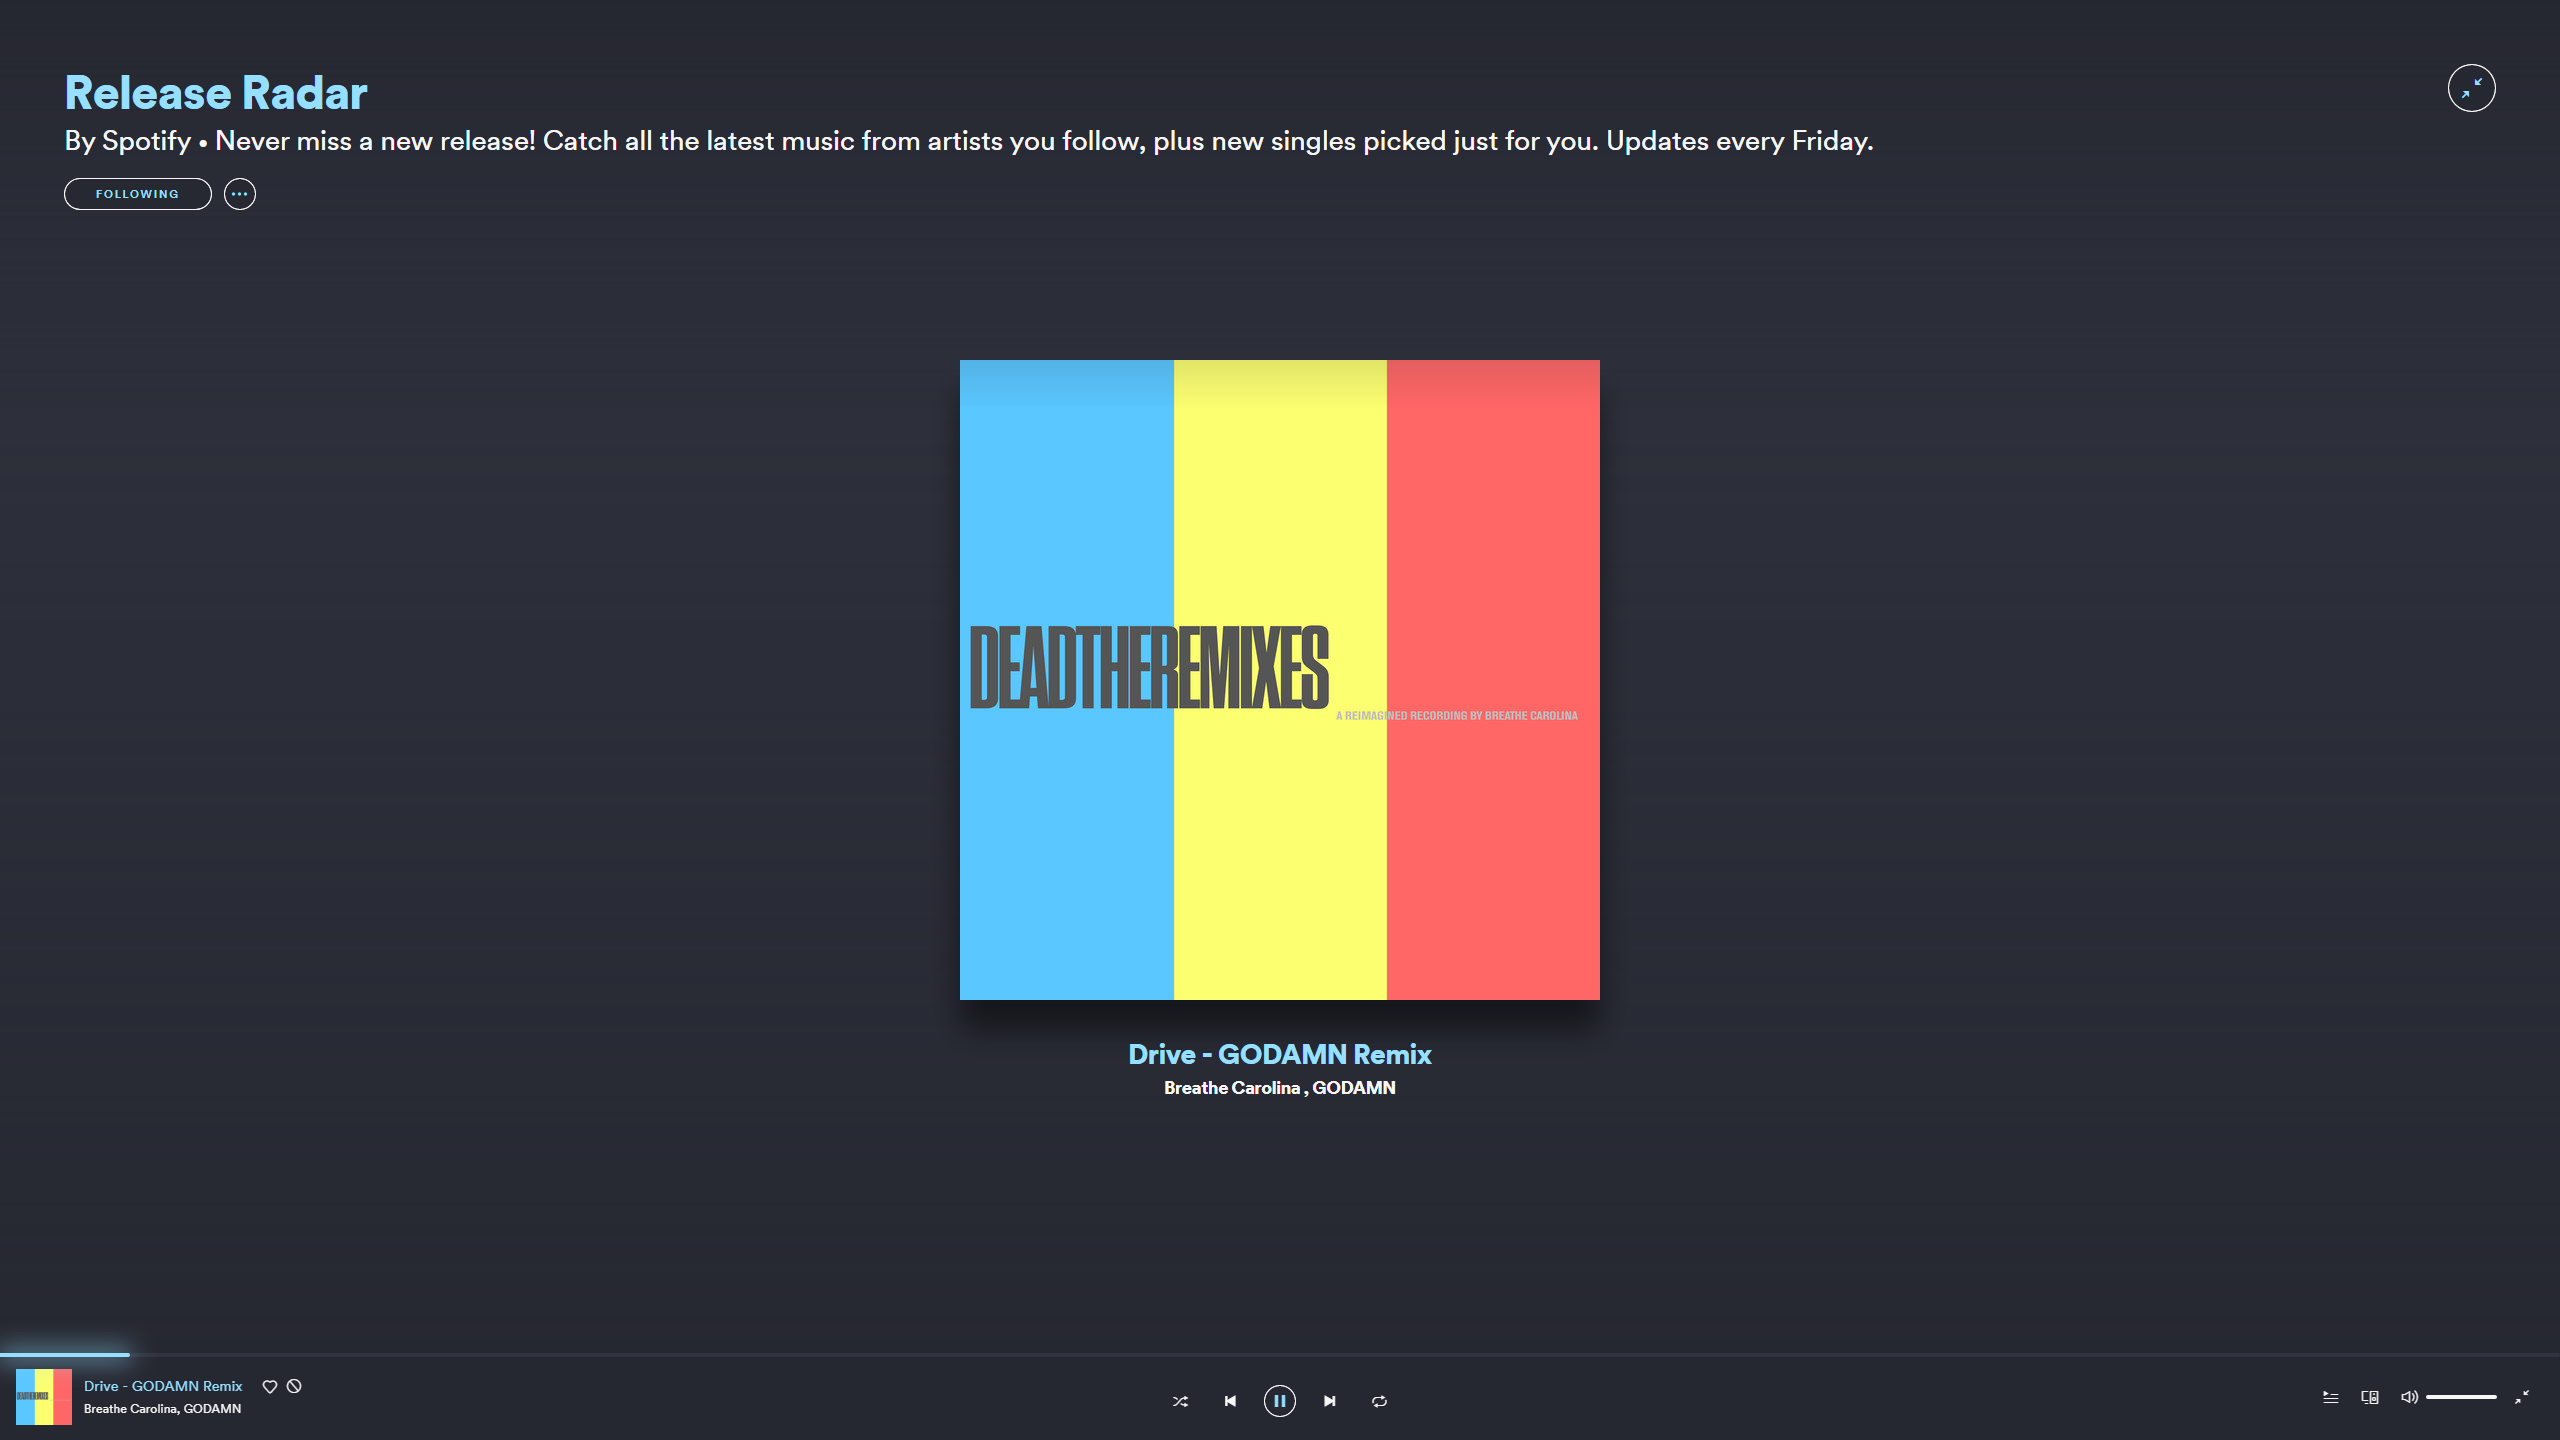 Release Radar
By Spotify • Never miss a new release! Catch all the latest music from artists you follow, plus new singles picked just for you. Updates every Friday.
FOLLOWING
DEADTHEREMIXES
A REIMAGINED RECORDING BY BREATHE CAROLINA
Drive - GODAMN Remix
Breathe Carolina , GODAMN
DEADTHEREMIXES
Drive - GODAMN Remix
Breathe Carolina, GODAMN